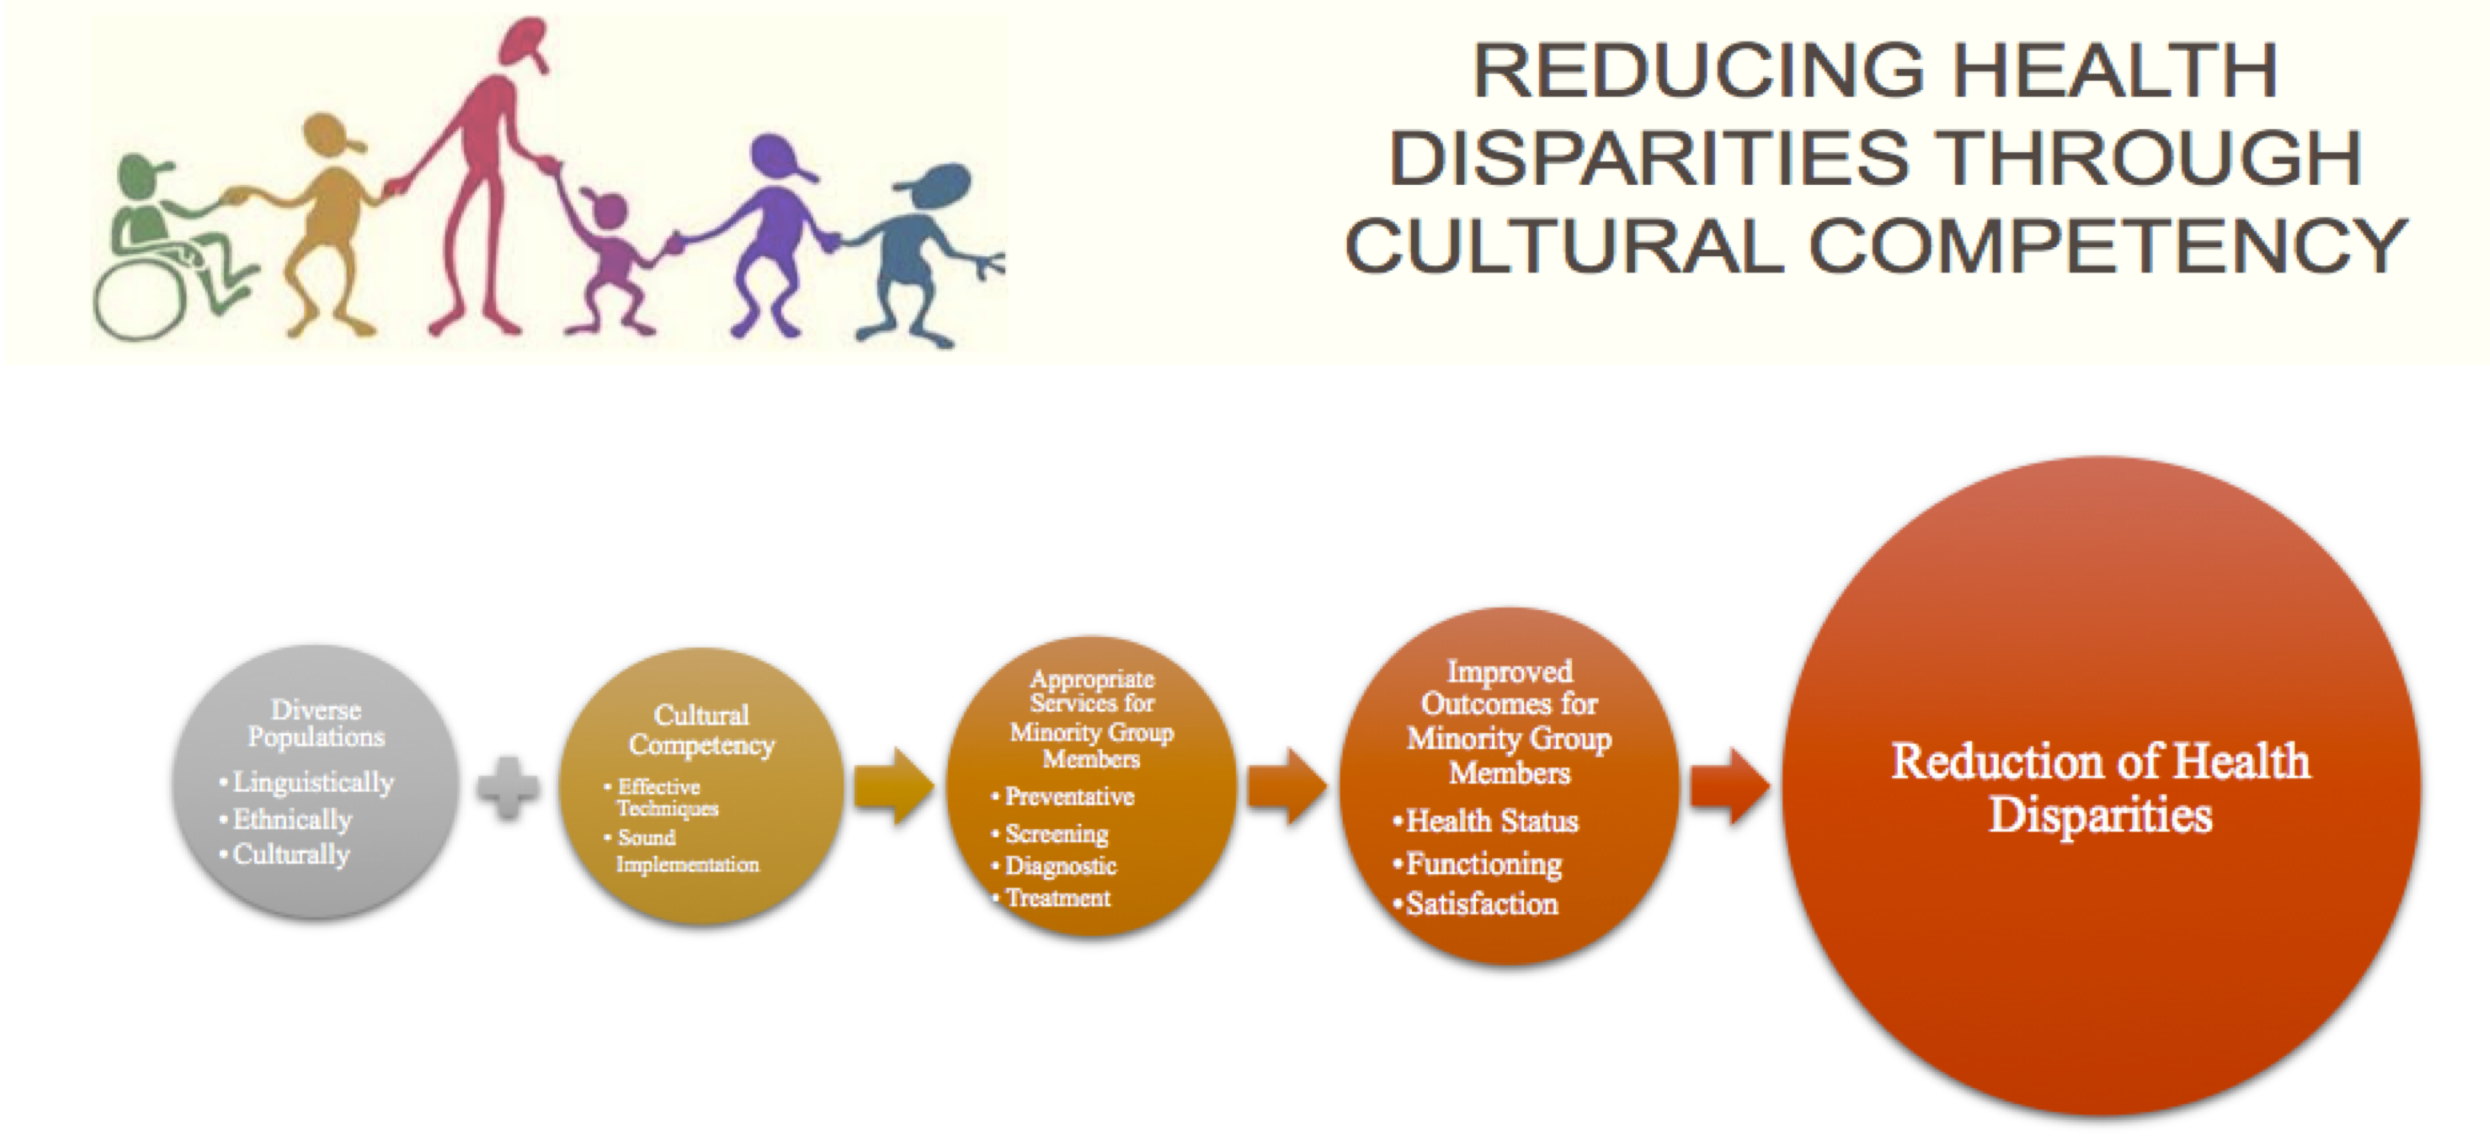 REDUCING HEALTH
DISPARITIES THROUGH
CULTURAL COMPETENCY
Diverse
Populations
• Linguistically
• Ethnically
• Culturally
Cultural
Competency
• Effective
Techniques
• Sound
Implementation
Appropriate
Services for
Minority Group
Members
• Preventative
• Screening
• Diagnostic
• Treatment
Improved
Outcomes for
Minority Group
Members
• Health Status
• Functioning
• Satisfaction
Reduction of Health
Disparities